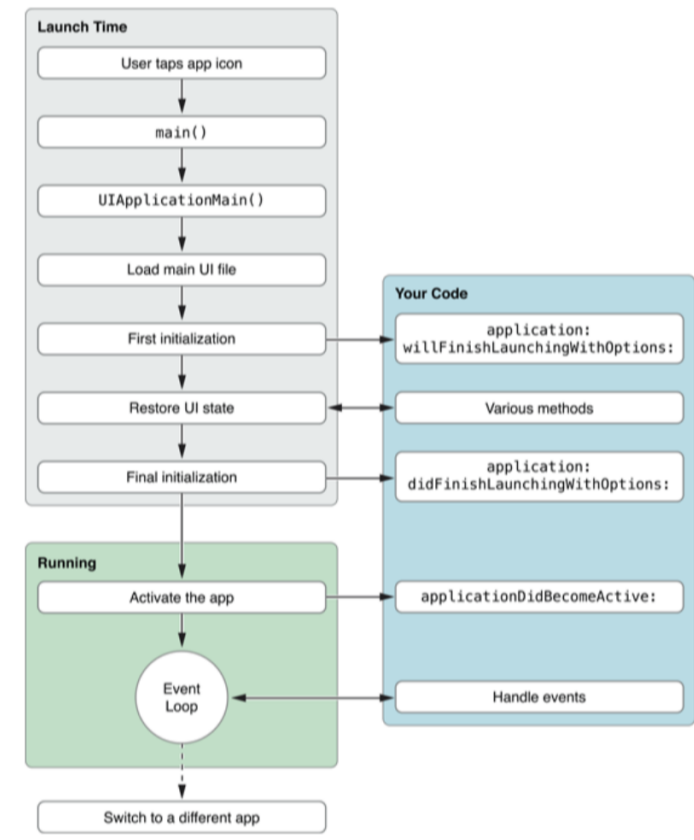 Launch Time
User taps app icon
main()
UIApplicationMain()
Load main UI file
First initialization
Restore UI state
Final initialization
Your Code
application:
willFinishLaunchingWithOptions:
Various methods
application:
didFinishLaunchingWithOptions:
applicationDidBecomeActive:
Handle events
Running
Activate the app
Event
Loop
Switch to a different app